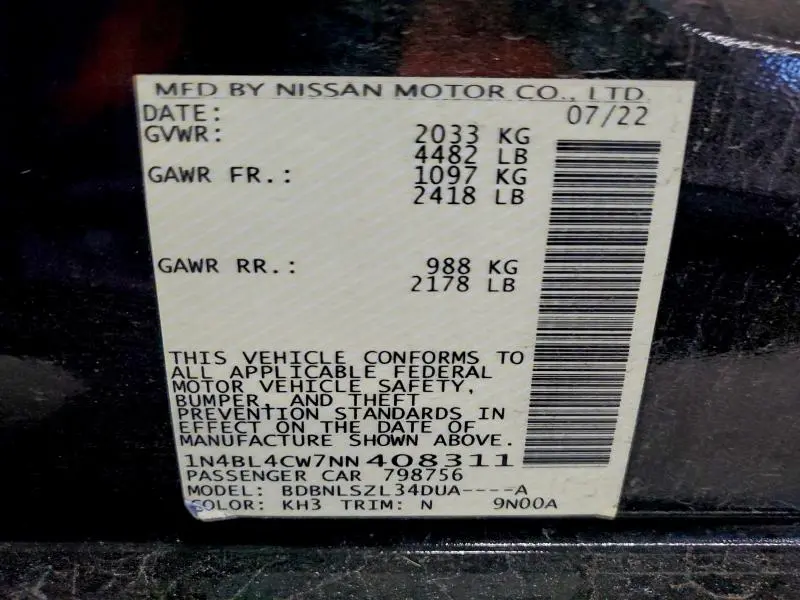 MFD BY NISSAN MOTOR CO., LTD.
DATE: 07/22
GVWR: 2033 KG
4482 LB
GAWR FR.: 1097 KG
2418 LB
GAWR RR.: 988 KG
2178 LB
THIS VEHICLE CONFORMS TO
ALL APPLICABLE FEDERAL
MOTOR VEHICLE SAFETY,
BUMPER, AND THEFT
PREVENTION STANDARDS IN
EFFECT ON THE DATE OF
MANUFACTURE SHOWN ABOVE.
1N4BL4CW7NN408311
PASSENGER CAR 798756
MODEL: BDBNLSZL34DUA----A
COLOR: KH3 TRIM: N 9N00A